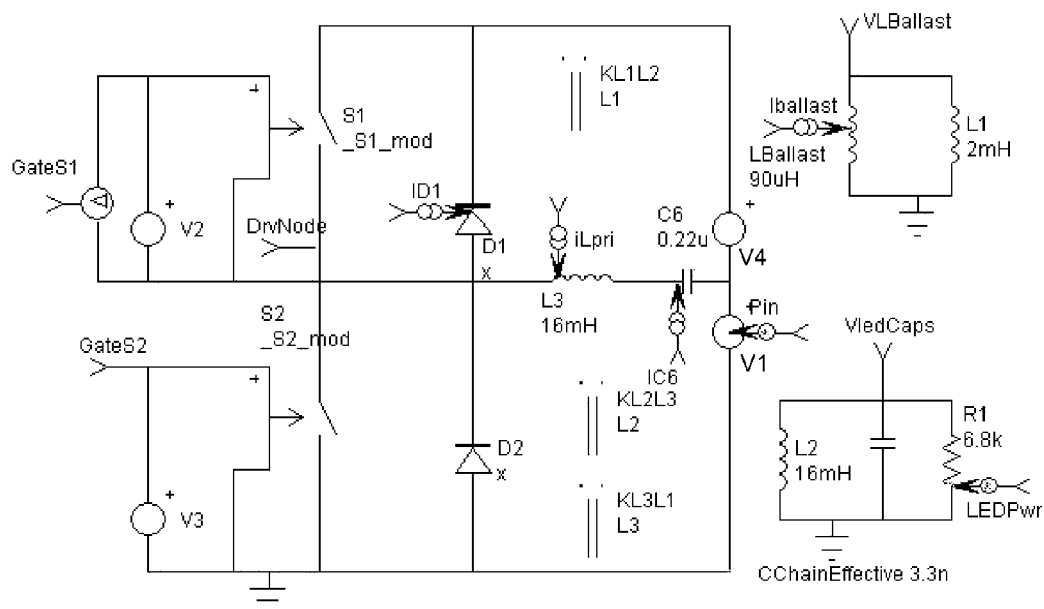 VLBallast
KL1L2
L1
S1
_S1_mod
Iballast
LBallast
90uH
L1
2mH
GateS1
+
+
V2
ID1
DrvNode
D1
X
iLpri
C6
0.22u
+
V4
L3
16mH
S2
_S2_mod
+
Pin
V1
IC6
VledCaps
GateS2
+
KL2L3
L2
D2
X
R1
6.8k
L2
16mH
+
V3
KL3L1
L3
LEDPwr
CChainEffective 3.3n